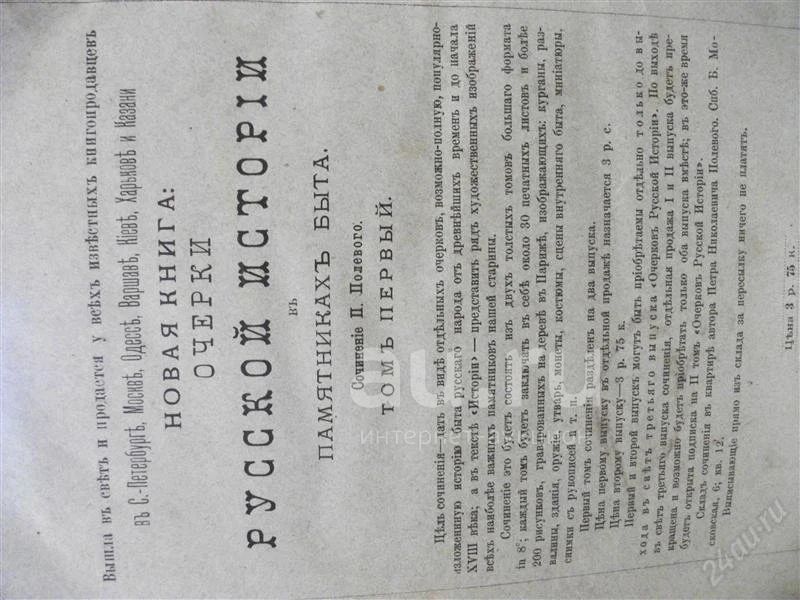 Вышла въ свѣтъ и продается у всѣхъ извѣстныхъ книгопродавцевъ
въ С.-Петербургѣ, Москвѣ, Одессѣ, Варшавѣ, Кіевѣ, Харьковѣ и Казани
НОВАЯ КНИГА:
ОЧЕРКИ
РУССКОЙ ИСТОРІИ
ВЪ
ПАМЯТНИКАХЪ БЫТА.
Сочиненіе П. Полевого.
ТОМЪ ПЕРВЫЙ.
Цѣль сочиненія—дать въ видѣ отдѣльныхъ очерковъ, возможно-полную, популярно-
изложенную исторію быта русскаго народа отъ древнѣйшихъ временъ и до начала
XVIII вѣка; а въ текстѣ «Исторіи» — представить рядъ художественныхъ изображеній
всѣхъ наиболѣе важныхъ памятниковъ нашей старины.
Сочиненіе это будетъ состоять изъ двухъ толстыхъ томовъ большаго формата
in 8°; каждый томъ будетъ заключать въ себѣ около 30 печатныхъ листовъ и болѣе
200 рисунковъ, гравированныхъ на деревѣ въ Парижѣ, изображающихъ: курганы, раз-
валины, зданія, оружіе, утварь, монеты, костюмы, сцены внутренняго быта, миніатюры,
снимки съ рукописей и т. п.
Первый томъ сочиненія раздѣленъ на два выпуска.
Цѣна первому выпуску въ отдѣльной продажѣ назначается 3 р. с.
Цѣна второму выпуску—3 р. 75 к.
Первый и второй выпускъ могутъ быть пріобрѣтаемы отдѣльно только до вы-
хода въ свѣтъ третьяго выпуска «Очерковъ Русской Исторіи». По выходѣ
въ свѣтъ третьяго выпуска сочиненія, отдѣльная продажа I и II выпуска будетъ пре-
кращена и возможно будетъ пріобрѣтать только оба выпуска вмѣстѣ; въ это-же время
будетъ открыта подписка на II томъ «Очерковъ Русской Исторіи».
Складъ сочиненія въ квартирѣ автора Петра Николаевича Полевого. Спб. Б. Мо-
сковская, 6; кв. 12.
Выписывающіе прямо изъ склада за пересылку ничего не платятъ.
Цѣна 3 р. 75 к.
24au.ru